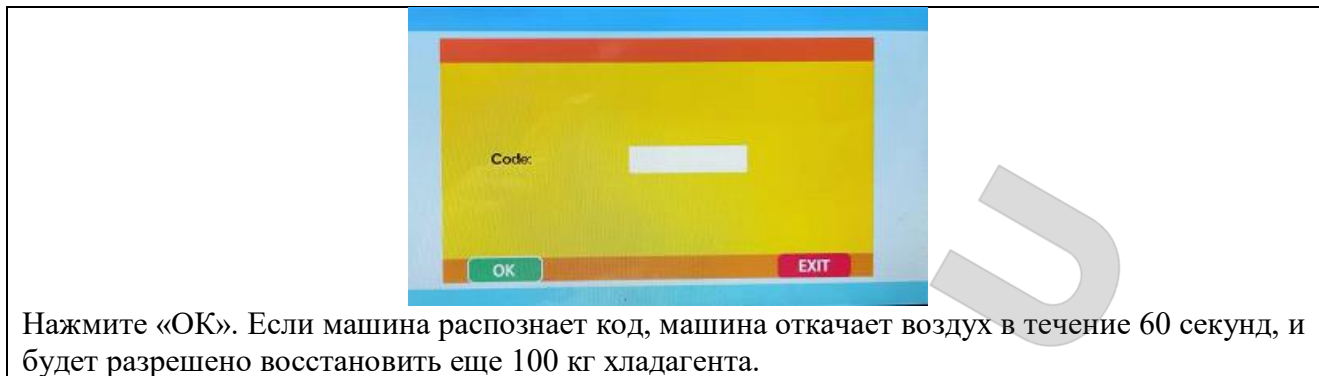 Code:
OK
EXIT
Нажмите «ОК». Если машина распознает код, машина откачает воздух в течение 60 секунд, и
будет разрешено восстановить еще 100 кг хладагента.